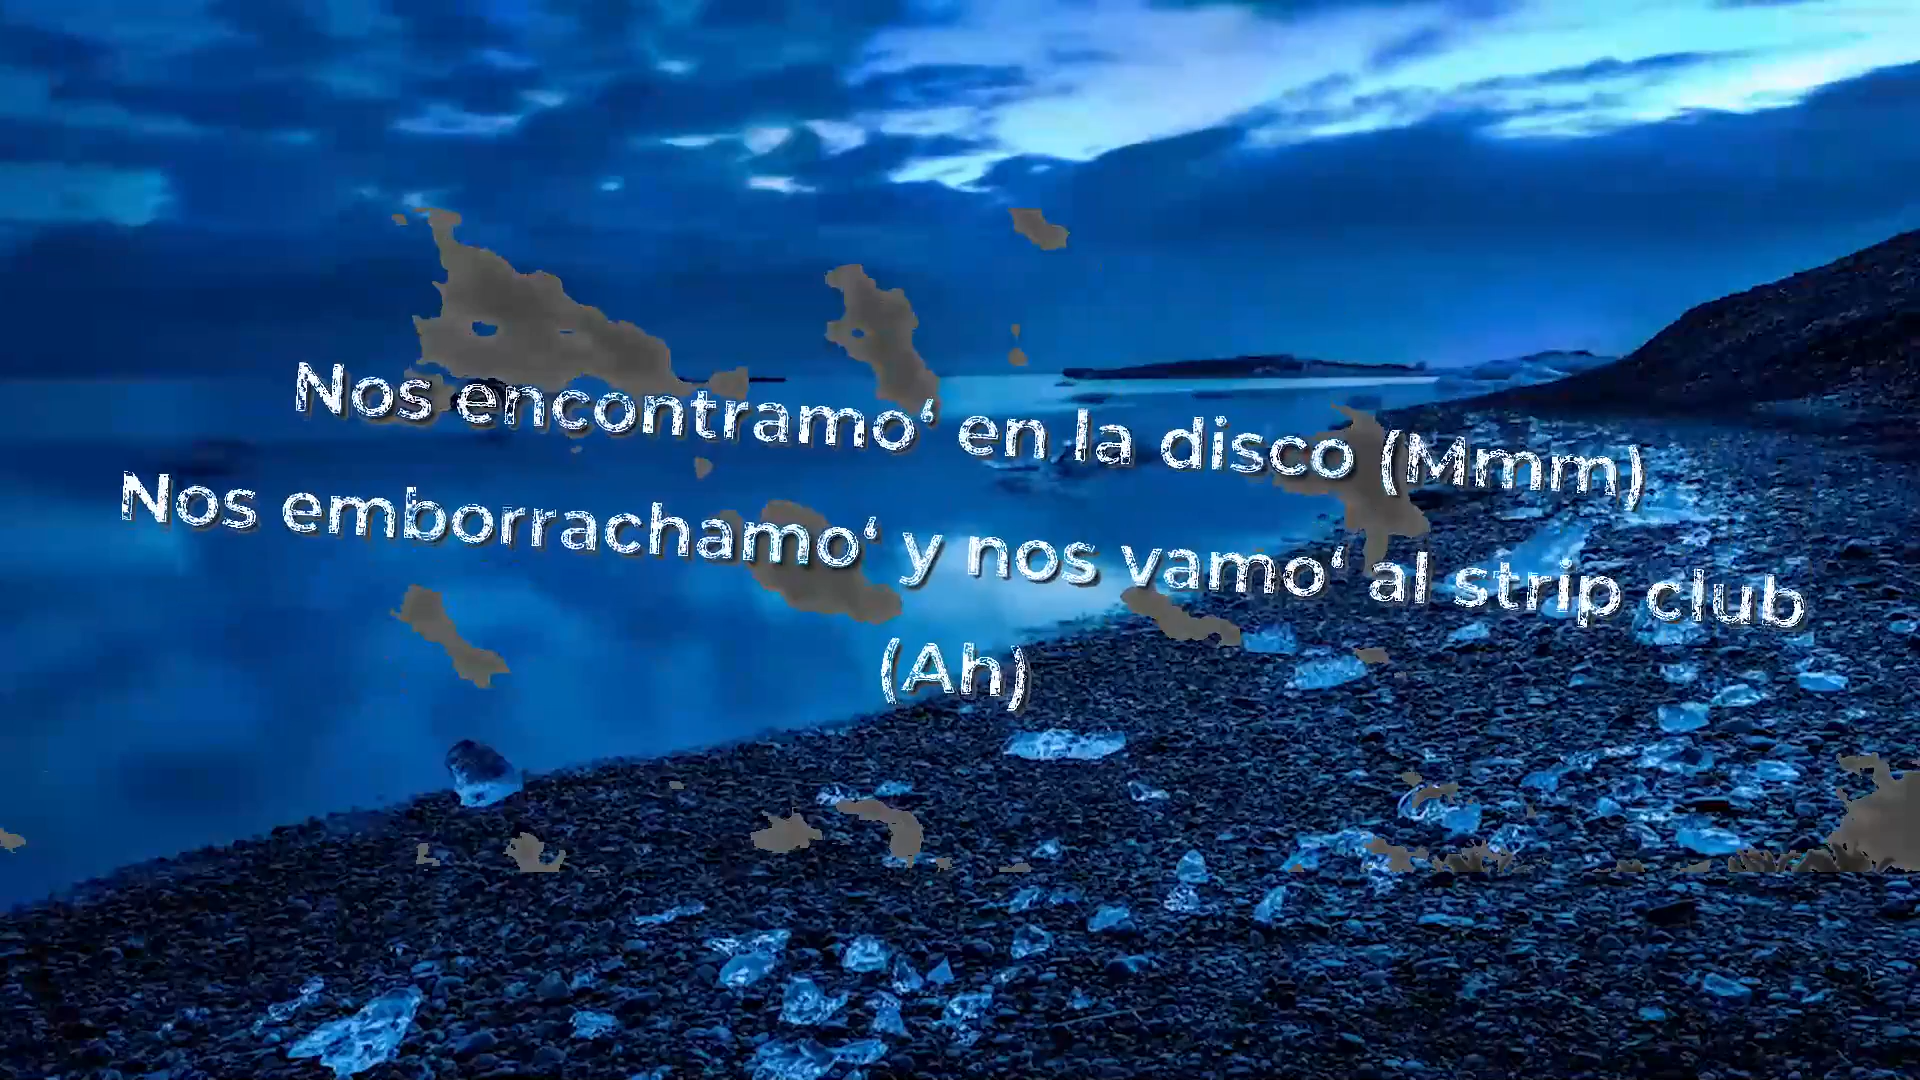 Nos encontramo‘ en la disco (Mmm)
Nos emborrachamo‘ y nos vamo‘ al strip club
(Ah)